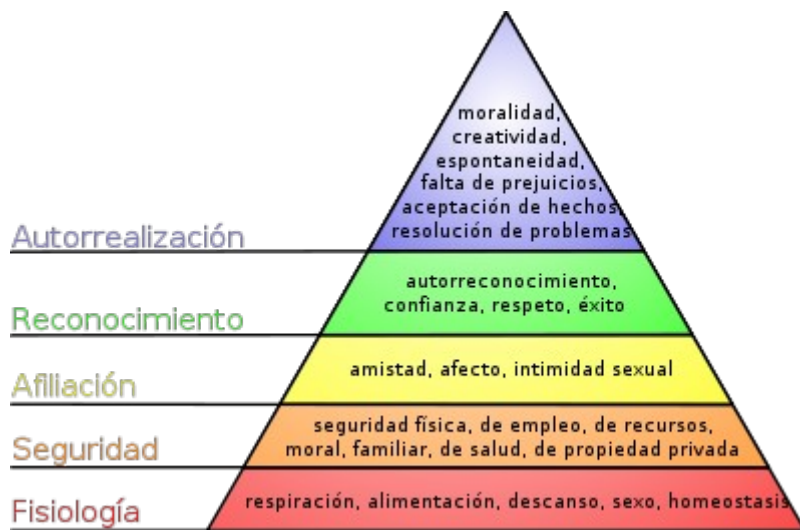 moralidad,
creatividad,
espontaneidad,
falta de prejuicios,
aceptación de hechos,
resolución de problemas
Autorrealización
autorreconocimiento,
confianza, respeto, éxito
Reconocimiento
amistad, afecto, intimidad sexual
Afiliación
seguridad física, de empleo, de recursos,
moral, familiar, de salud, de propiedad privada
Seguridad
respiración, alimentación, descanso, sexo, homeostasis
Fisiología